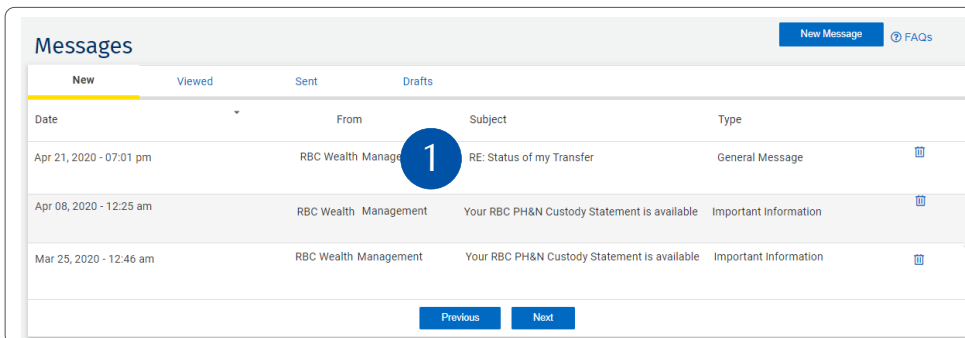 New Message
FAQs
Messages
New Viewed Sent Drafts
Date From Subject Type
Apr 21, 2020 - 07:01 pm RBC Wealth Manage 1 RE: Status of my Transfer General Message
Apr 08, 2020 - 12:25 am RBC Wealth Management Your RBC PH&N Custody Statement is available Important Information
Mar 25, 2020 - 12:46 am RBC Wealth Management Your RBC PH&N Custody Statement is available Important Information
Previous Next